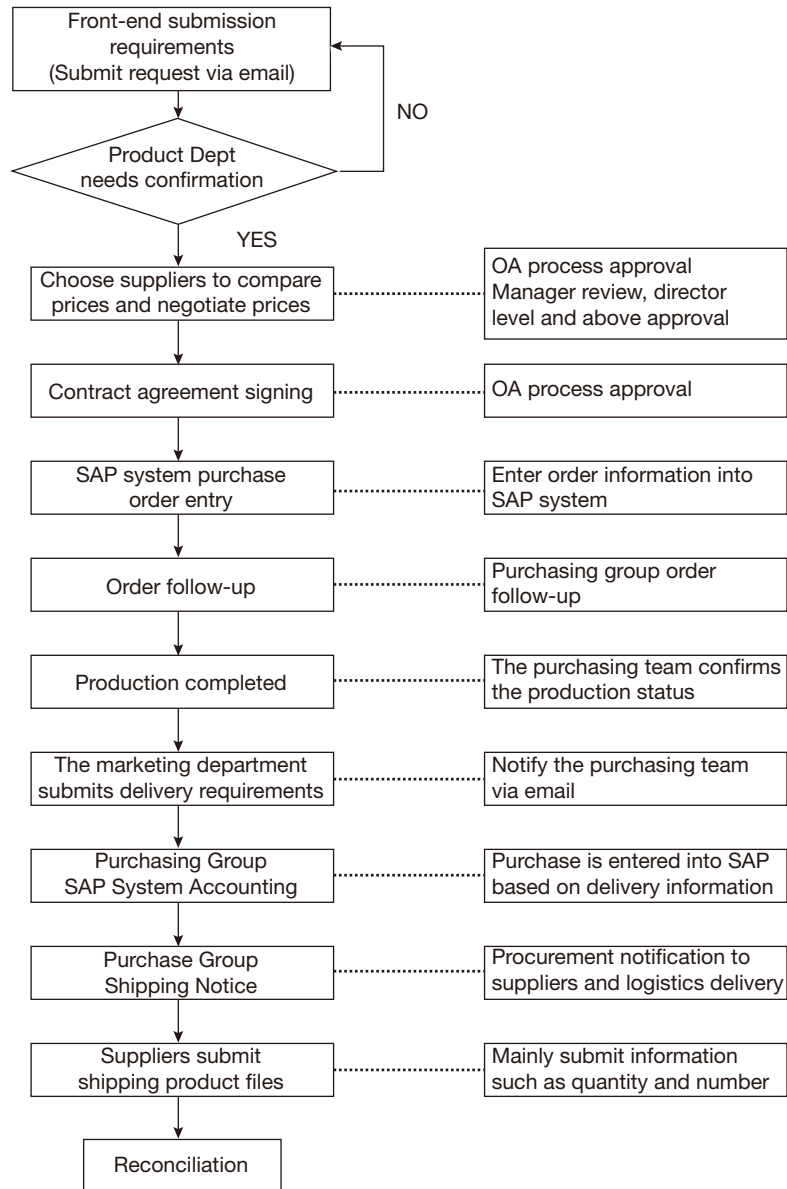 Front-end submission
requirements
(Submit request via email)
NO
Product Dept
needs confirmation
YES
Choose suppliers to compare
prices and negotiate prices
OA process approval
Manager review, director
level and above approval
Contract agreement signing
OA process approval
SAP system purchase
order entry
Enter order information into
SAP system
Order follow-up
Purchasing group order
follow-up
Production completed
The purchasing team confirms
the production status
The marketing department
submits delivery requirements
Notify the purchasing team
via email
Purchasing Group
SAP System Accounting
Purchase is entered into SAP
based on delivery information
Purchase Group
Shipping Notice
Procurement notification to
suppliers and logistics delivery
Suppliers submit
shipping product files
Mainly submit information
such as quantity and number
Reconciliation